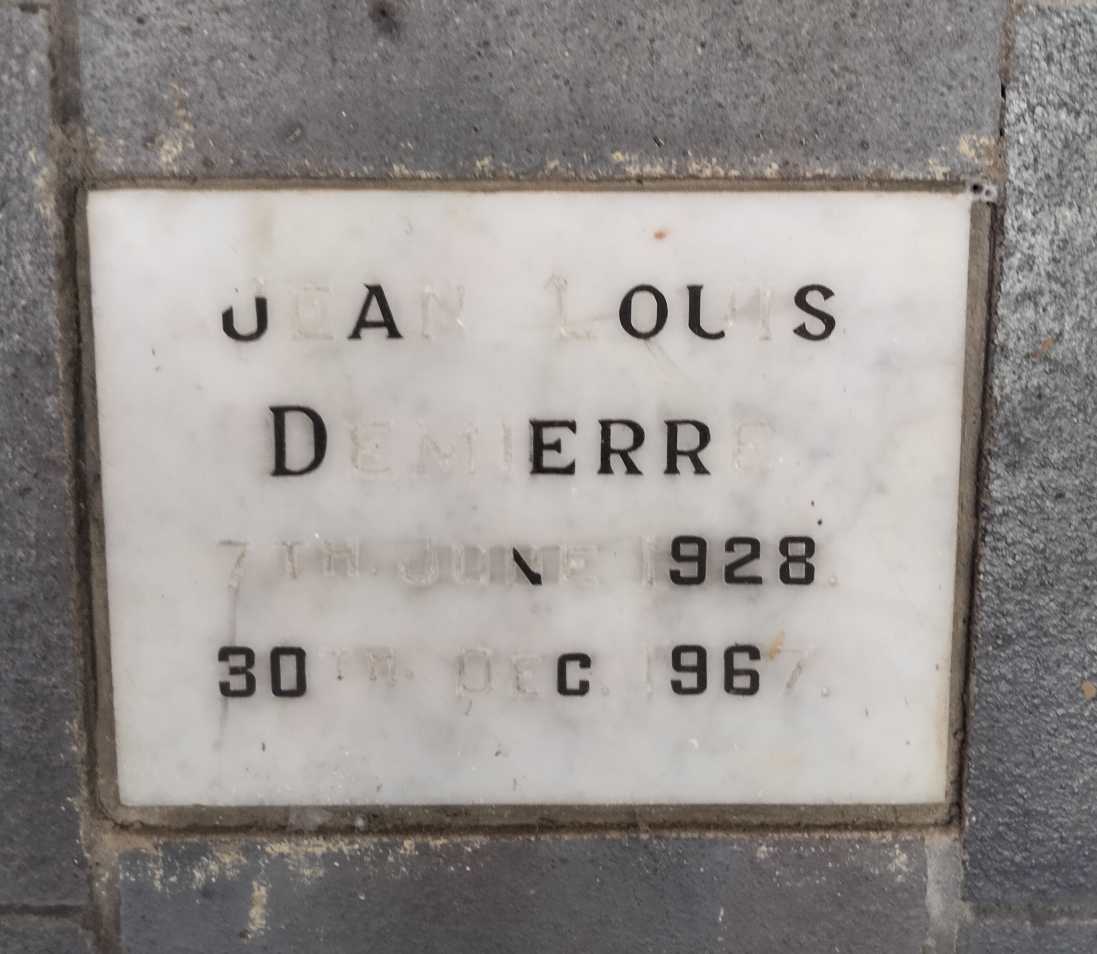 JEAN LOUIS
DEMIERRE
7TH JUNE 1928.
30TH. DEC. 1967.